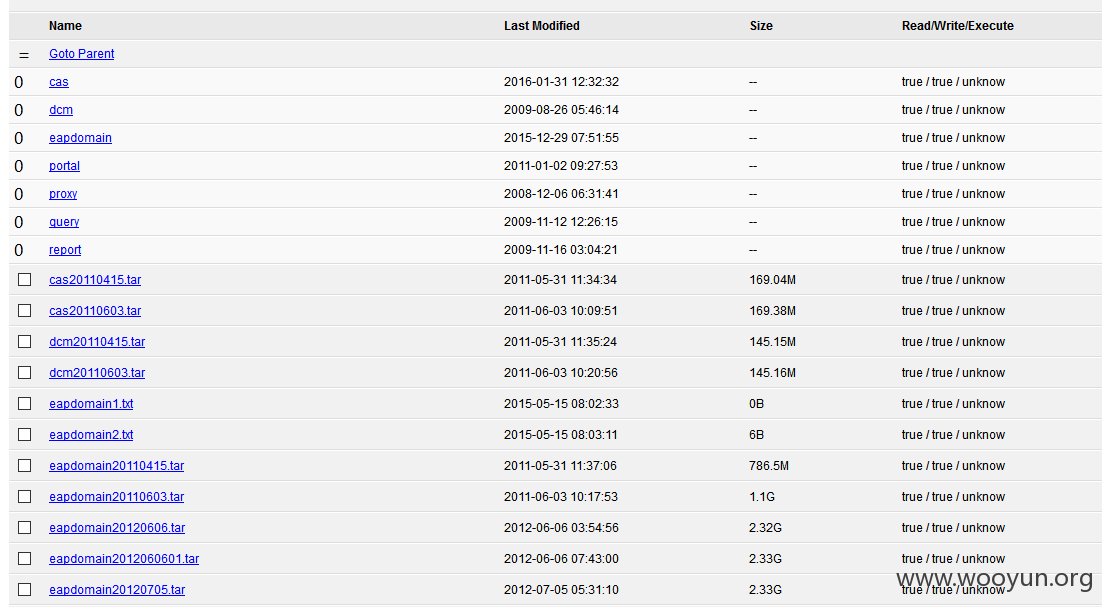 Name Last Modified Size Read/Write/Execute
= Goto Parent
0 cas 2016-01-31 12:32:32 -- true / true / unknow
0 dcm 2009-08-26 05:46:14 -- true / true / unknow
0 eapdomain 2015-12-29 07:51:55 -- true / true / unknow
0 portal 2011-01-02 09:27:53 -- true / true / unknow
0 proxy 2008-12-06 06:31:41 -- true / true / unknow
0 query 2009-11-12 12:26:15 -- true / true / unknow
0 report 2009-11-16 03:04:21 -- true / true / unknow
cas20110415.tar 2011-05-31 11:34:34 169.04M true / true / unknow
cas20110603.tar 2011-06-03 10:09:51 169.38M true / true / unknow
dcm20110415.tar 2011-05-31 11:35:24 145.15M true / true / unknow
dcm20110603.tar 2011-06-03 10:20:56 145.16M true / true / unknow
eapdomain1.txt 2015-05-15 08:02:33 0B true / true / unknow
eapdomain2.txt 2015-05-15 08:03:11 6B true / true / unknow
eapdomain20110415.tar 2011-05-31 11:37:06 786.5M true / true / unknow
eapdomain20110603.tar 2011-06-03 10:17:53 1.1G true / true / unknow
eapdomain20120606.tar 2012-06-06 03:54:56 2.32G true / true / unknow
eapdomain2012060601.tar 2012-06-06 07:43:00 2.33G true / true / unknow
eapdomain20120705.tar 2012-07-05 05:31:10 2.33G true / true / unknow
www.wooyun.org